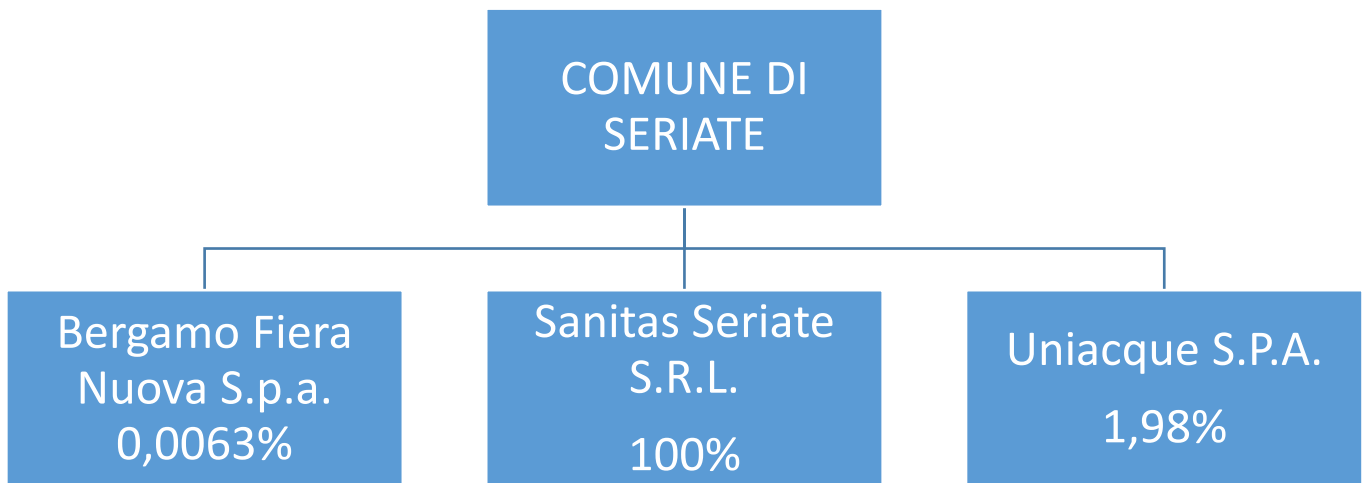 COMUNE DI
SERIATE
Bergamo Fiera
Nuova S.p.a.
0,0063%
Sanitas Seriate
S.R.L.
100%
Uniacque S.P.A.
1,98%